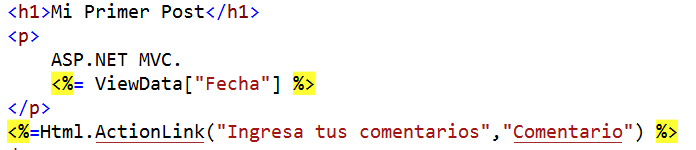 <h1>Mi Primer Post</h1>
<p>
ASP.NET MVC.
<%= ViewData["Fecha"] %>
</p>
<%=Html.ActionLink("Ingresa tus comentarios","Comentario") %>